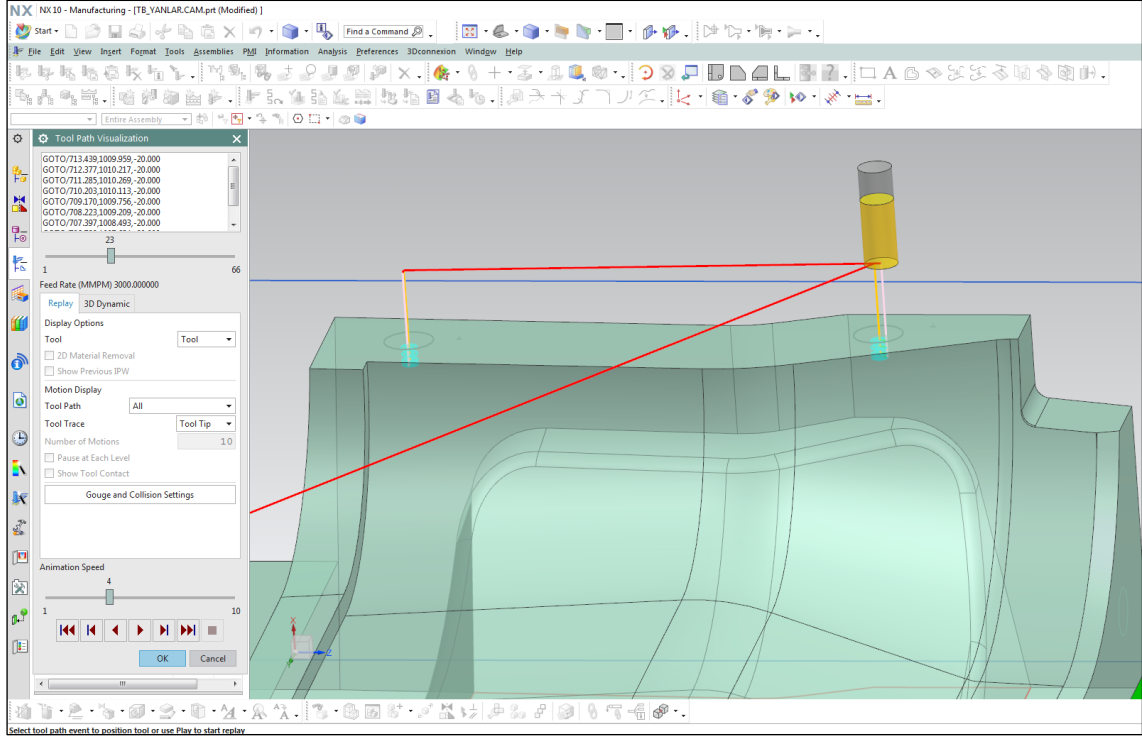 NX NX 10 - Manufacturing - [TB_YANLAR.CAM.prt (Modified) ]
Start Find a Command
File Edit View Insert Format Tools Assemblies PMI Information Analysis Preferences 3Dconnexion Window Help
Entire Assembly
Tool Path Visualization
GOTO/713.439,1009.959,-20.000
GOTO/712.377,1010.217,-20.000
GOTO/711.285,1010.269,-20.000
GOTO/710.203,1010.113,-20.000
GOTO/709.170,1009.756,-20.000
GOTO/708.223,1009.209,-20.000
GOTO/707.397,1008.493,-20.000
23
1 66
Feed Rate (MMPM) 3000.000000
Replay 3D Dynamic
Display Options
Tool Tool
2D Material Removal
Show Previous IPW
Motion Display
Tool Path All
Tool Trace Tool Tip
Number of Motions 10
Pause at Each Level
Show Tool Contact
Gouge and Collision Settings
Animation Speed
4
1 10
OK Cancel
X
Y
Z
Select tool path event to position tool or use Play to start replay